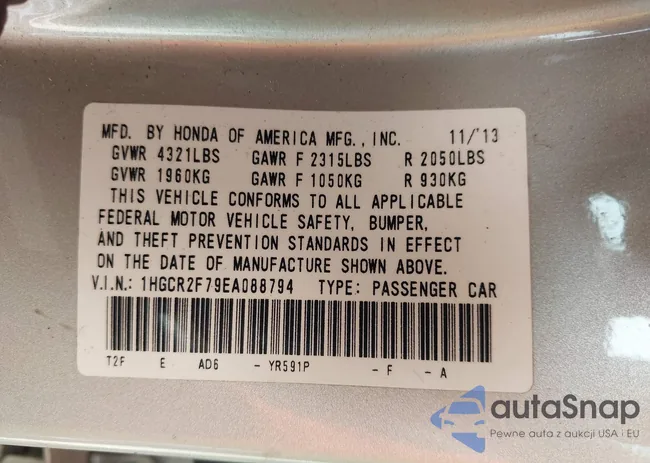 MFD. BY HONDA OF AMERICA MFG., INC. 11/'13
GVWR 4321LBS GAWR F 2315LBS R 2050LBS
GVWR 1960KG GAWR F 1050KG R 930KG
THIS VEHICLE CONFORMS TO ALL APPLICABLE
FEDERAL MOTOR VEHICLE SAFETY, BUMPER,
AND THEFT PREVENTION STANDARDS IN EFFECT
ON THE DATE OF MANUFACTURE SHOWN ABOVE.
V.I.N.: 1HGCR2F79EA088794 TYPE: PASSENGER CAR
T2F E AD6 - YR591P - F - A
autaSnap
Pewne auta z aukcji USA i EU